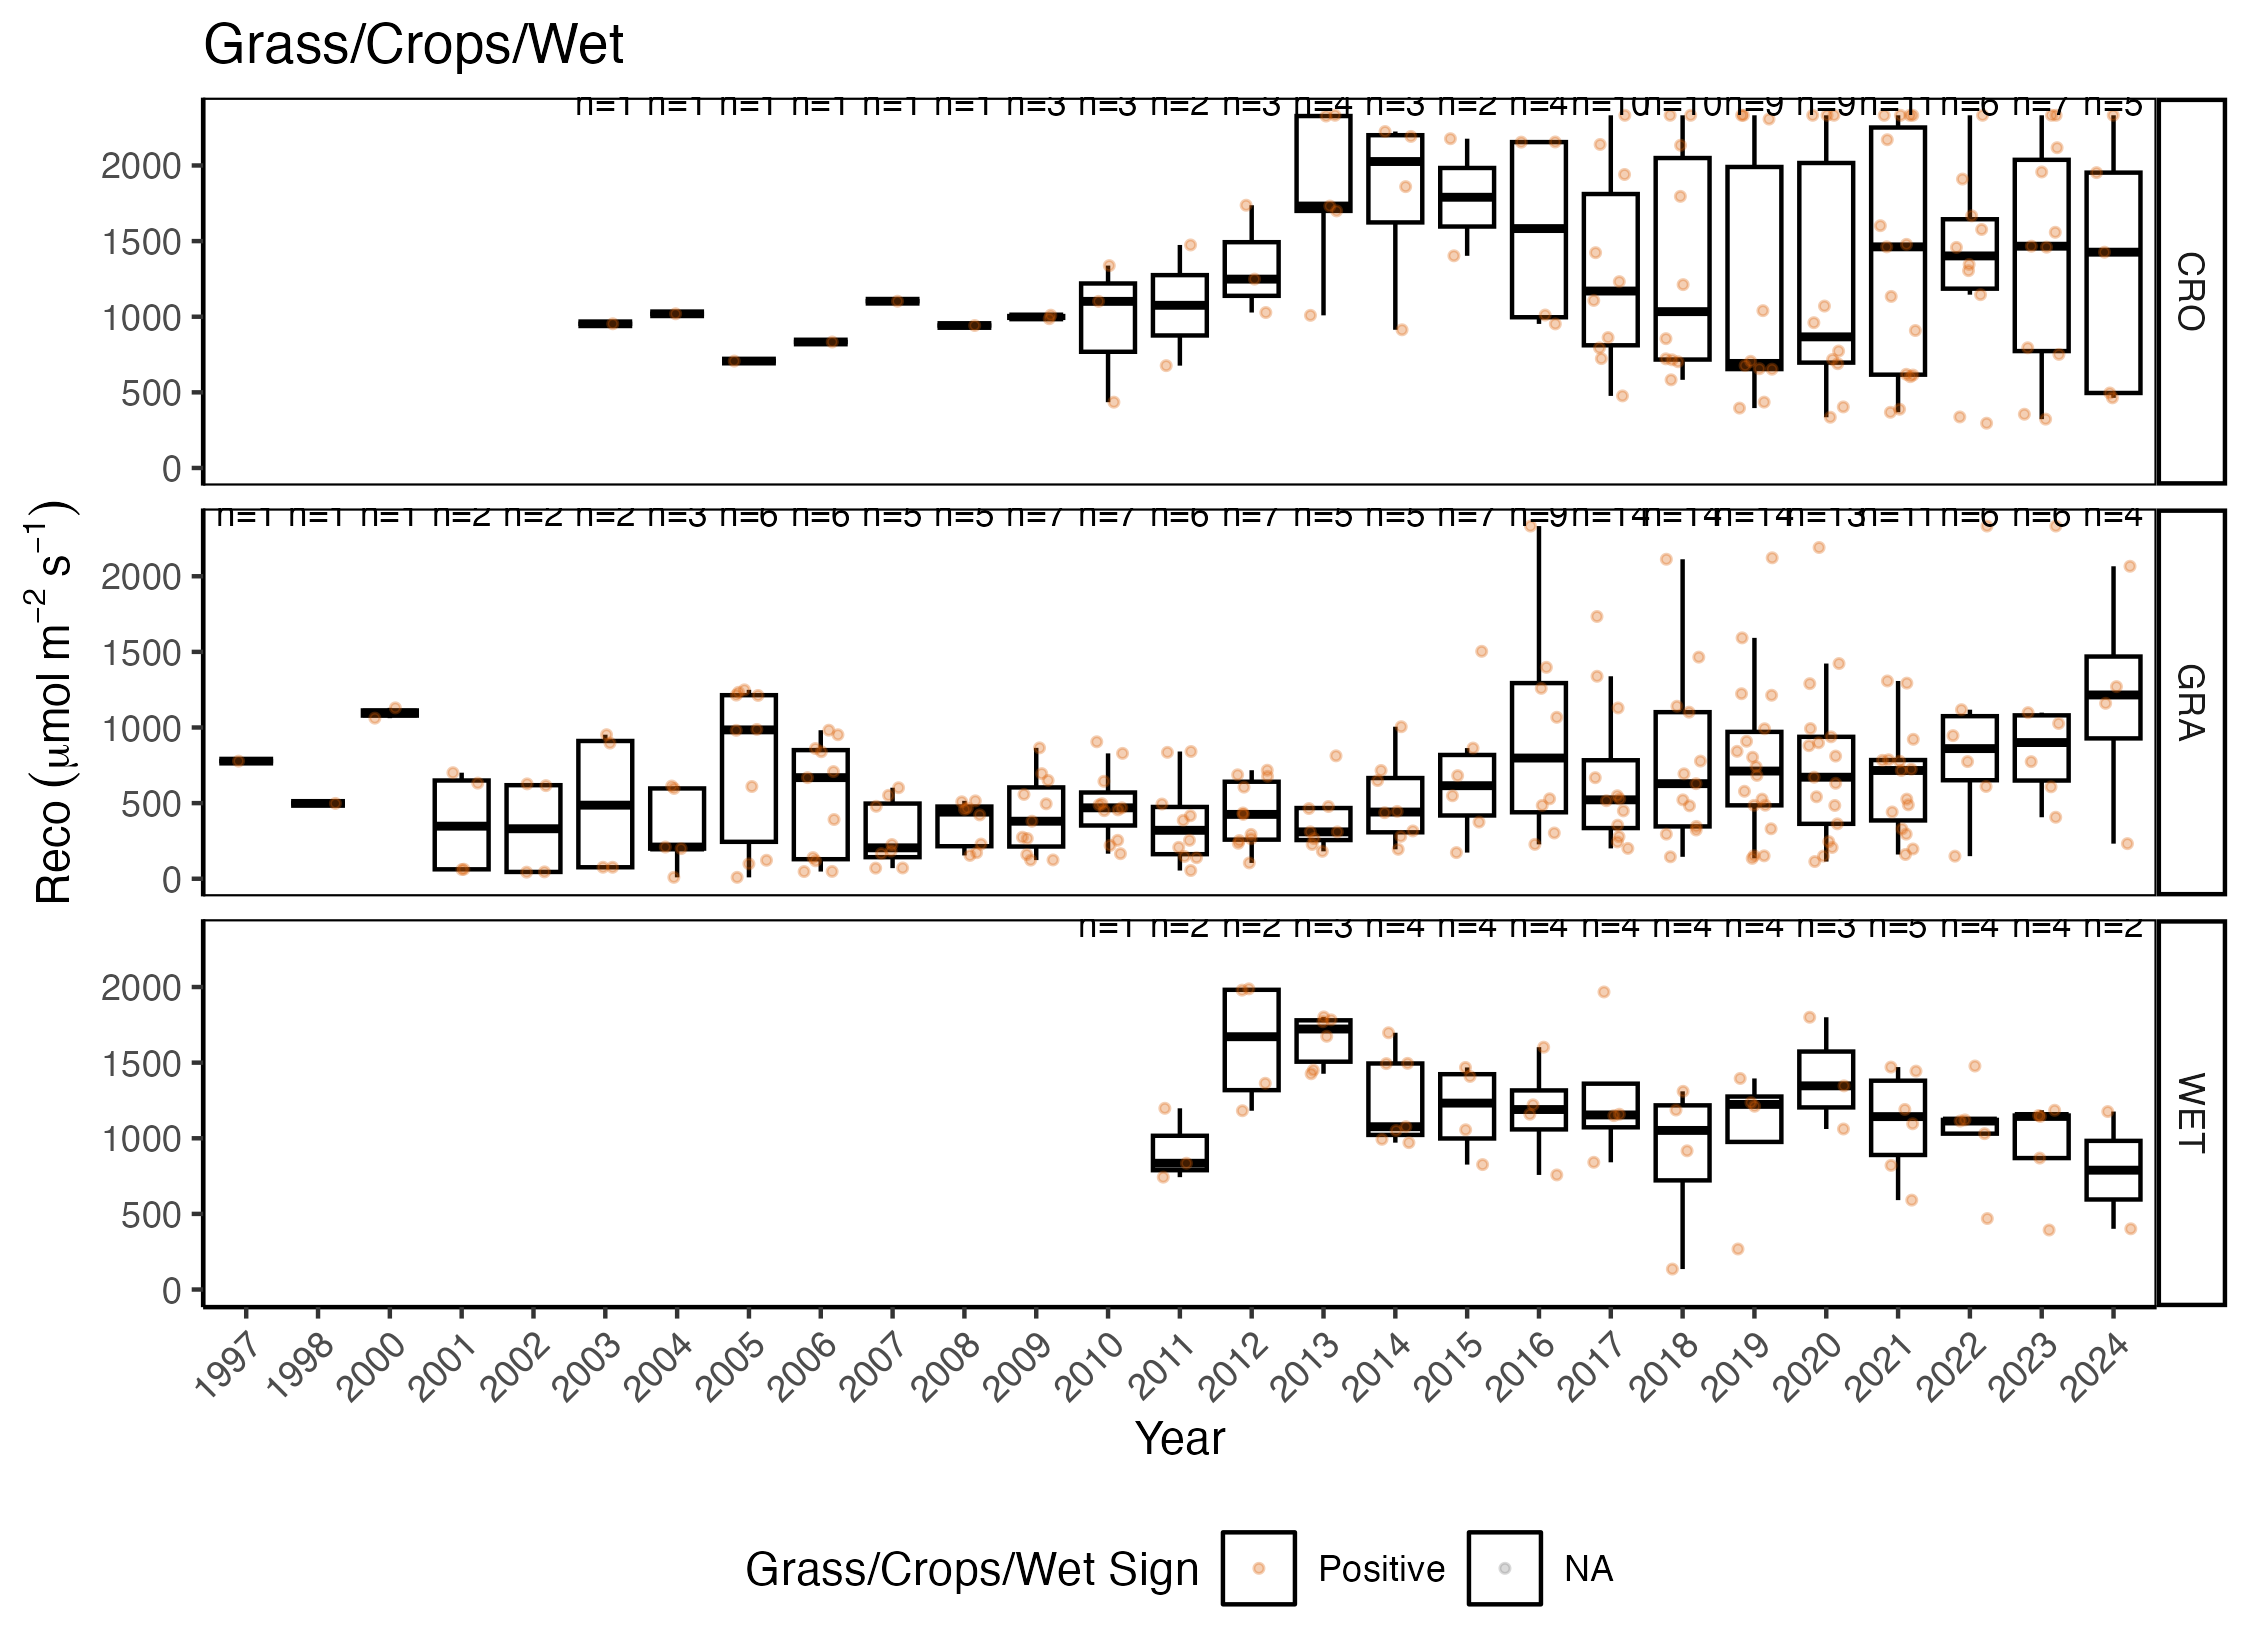 Grass/Crops/Wet
n=1 n=1 n=1 n=1 n=1 n=1 n=3 n=3 n=2 n=3 n=4 n=3 n=2 n=4 n=10 n=10 n=9 n=9 n=11 n=6 n=7 n=5
2000
1500
1000
500
0
CRO
n=1 n=1 n=1 n=2 n=2 n=2 n=3 n=6 n=6 n=5 n=5 n=7 n=7 n=6 n=7 n=5 n=5 n=7 n=9 n=14 n=14 n=14 n=13 n=11 n=6 n=6 n=4
2000
1500
1000
500
0
GRA
n=1 n=2 n=2 n=3 n=4 n=4 n=4 n=4 n=4 n=4 n=3 n=5 n=4 n=4 n=2
2000
1500
1000
500
0
WET
Reco (μmol m⁻² s⁻¹)
1997 1998 2000 2001 2002 2003 2004 2005 2006 2007 2008 2009 2010 2011 2012 2013 2014 2015 2016 2017 2018 2019 2020 2021 2022 2023 2024
Year
Grass/Crops/Wet Sign Positive NA